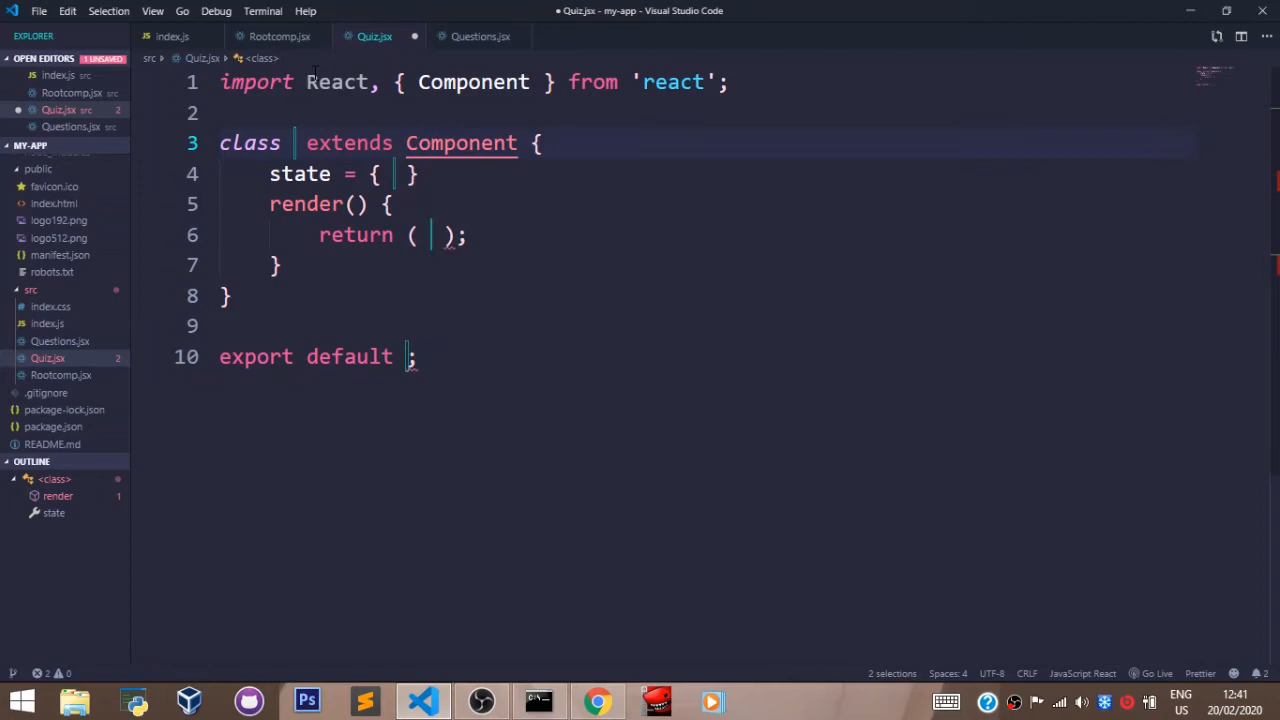 File Edit Selection View Go Debug Terminal Help
● Quiz.jsx - my-app - Visual Studio Code
EXPLORER
OPEN EDITORS 1 UNSAVED
index.js src
Rootcomp.jsx src
Quiz.jsx src 2
Questions.jsx src
MY-APP
public
favicon.ico
index.html
logo192.png
logo512.png
manifest.json
robots.txt
src
index.css
index.js
Questions.jsx
Quiz.jsx 2
Rootcomp.jsx
.gitignore
package-lock.json
package.json
README.md
OUTLINE
<class>
render 1
state
index.js Rootcomp.jsx Quiz.jsx Questions.jsx
src > Quiz.jsx > <class>
1 import React, { Component } from 'react';
2
3 class extends Component {
4 state = { }
5 render() {
6 return ( );
7 }
8 }
9
10 export default ;
2 0 2 selections Spaces: 4 UTF-8 CRLF JavaScript React Go Live Prettier 2
Ps
ENG
US
12:41
20/02/2020